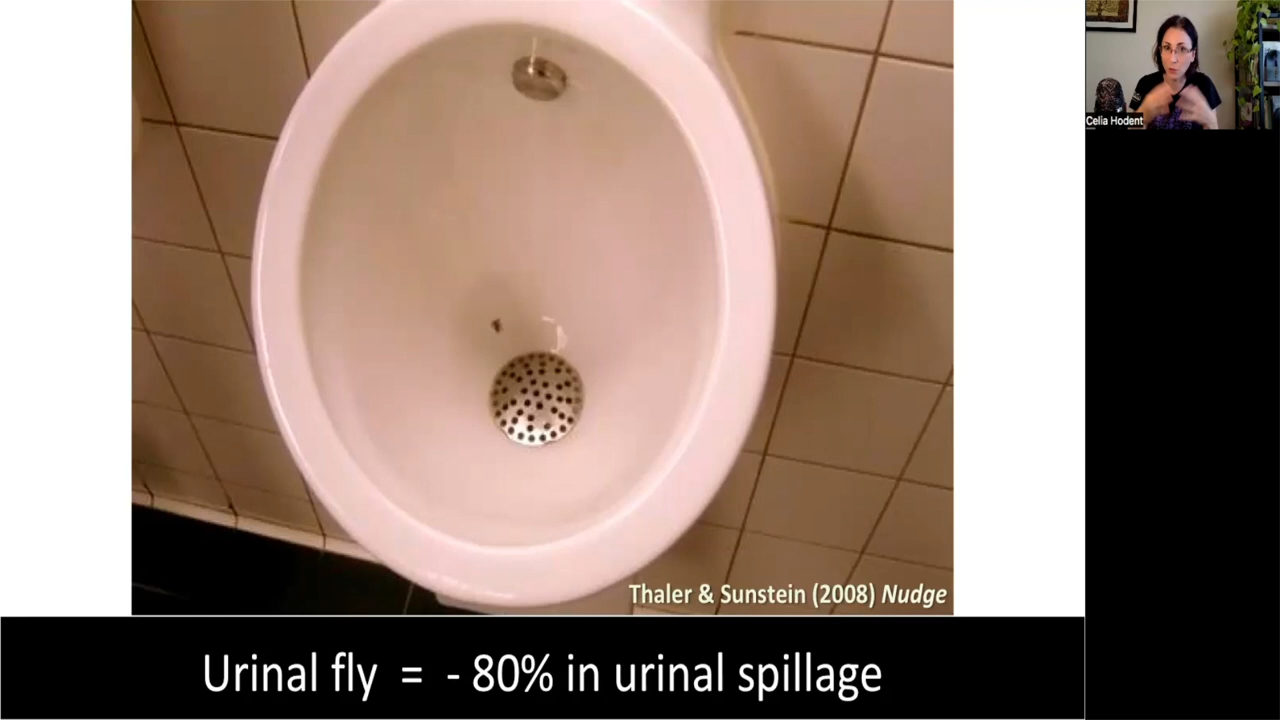 Celia Hodent
Thaler & Sunstein (2008) Nudge
Urinal fly = - 80% in urinal spillage